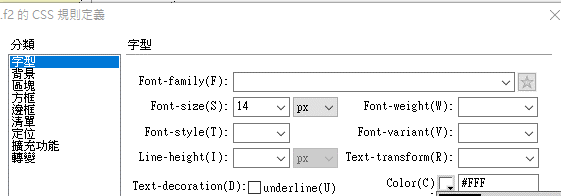 .f2 的 CSS 規則定義
分類
字型
字型
背景
區塊
方框
邊框
清單
定位
擴充功能
轉變
Font-family(F):
Font-size(S): 14 px Font-weight(W):
Font-style(T): Font-variant(V):
Line-height(I): px Text-transform(R):
Text-decoration(D): underline(U) Color(C) #FFF